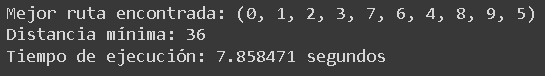 Mejor ruta encontrada: (0, 1, 2, 3, 7, 6, 4, 8, 9, 5)
Distancia mínima: 36
Tiempo de ejecución: 7.858471 segundos